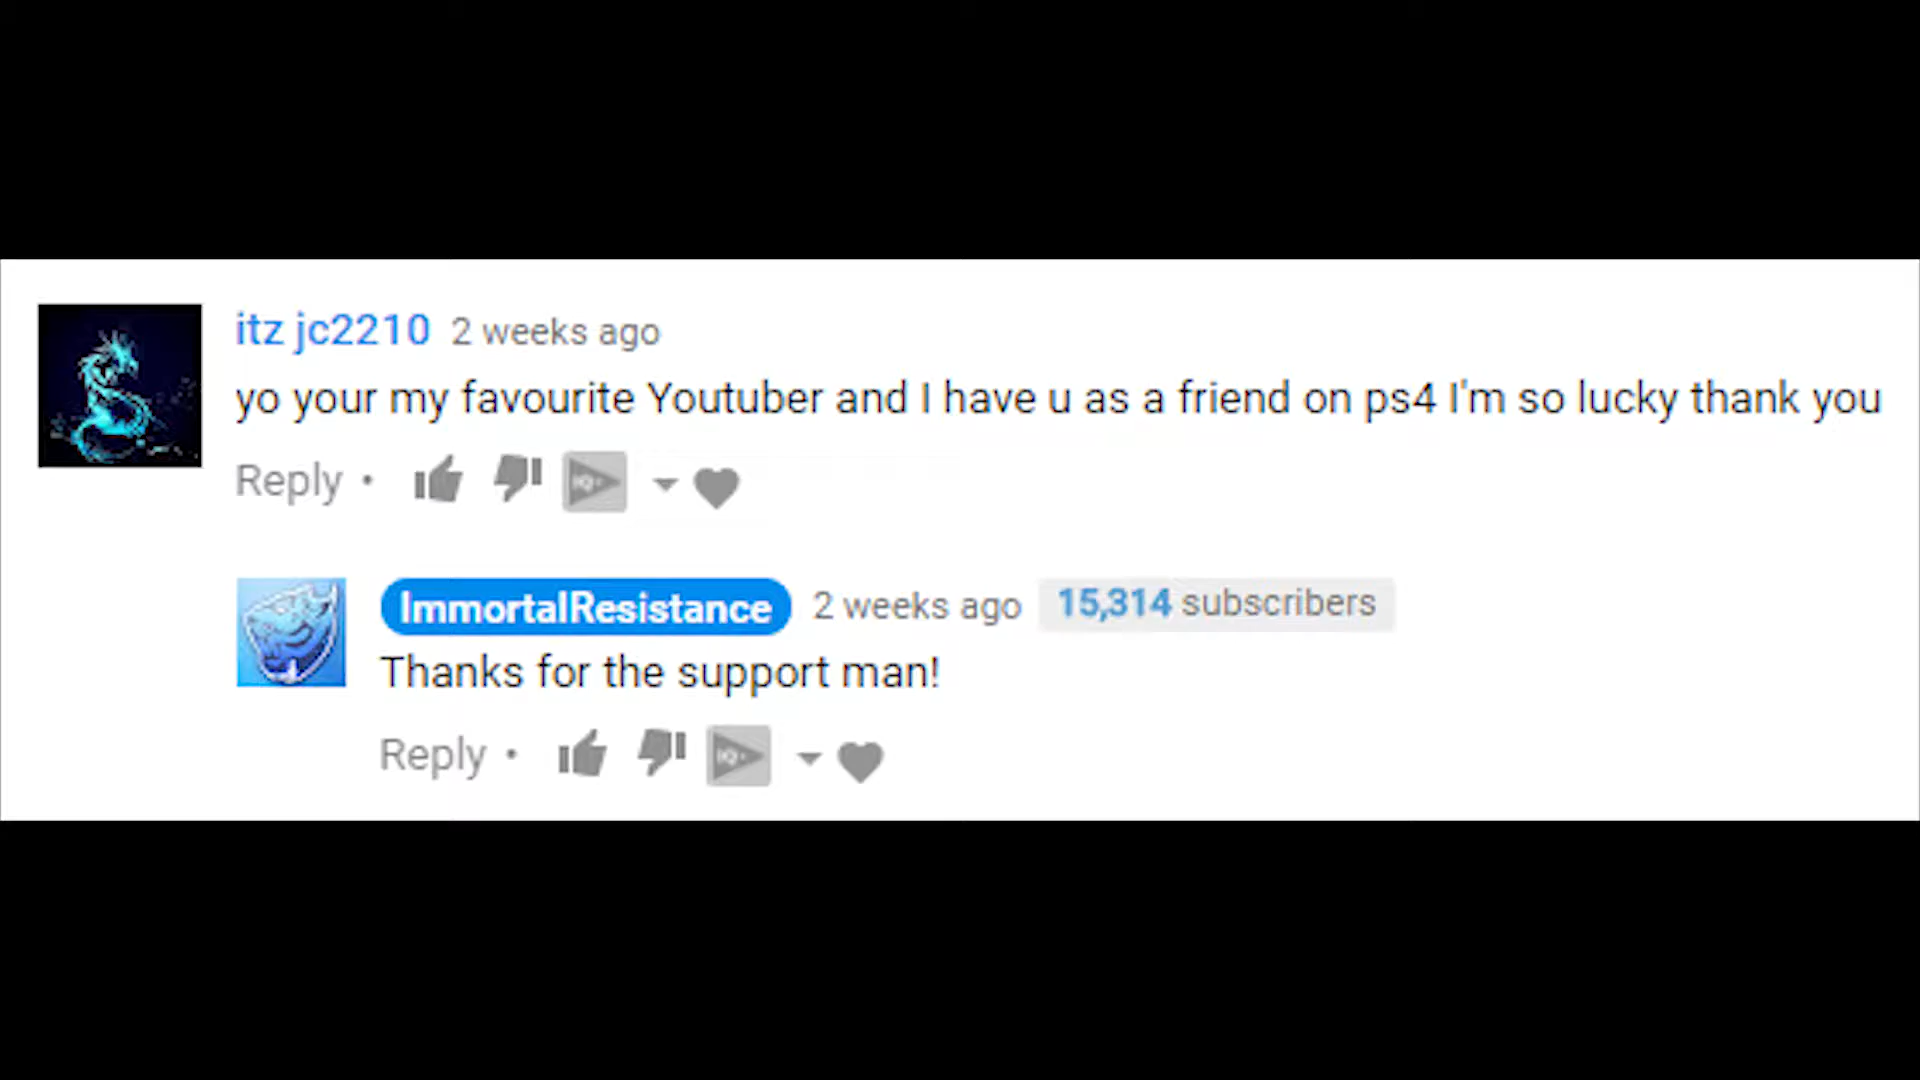 itz jc2210 2 weeks ago
yo your my favourite Youtuber and I have u as a friend on ps4 I'm so lucky thank you
Reply •
ImmortalResistance 2 weeks ago 15,314 subscribers
Thanks for the support man!
Reply •